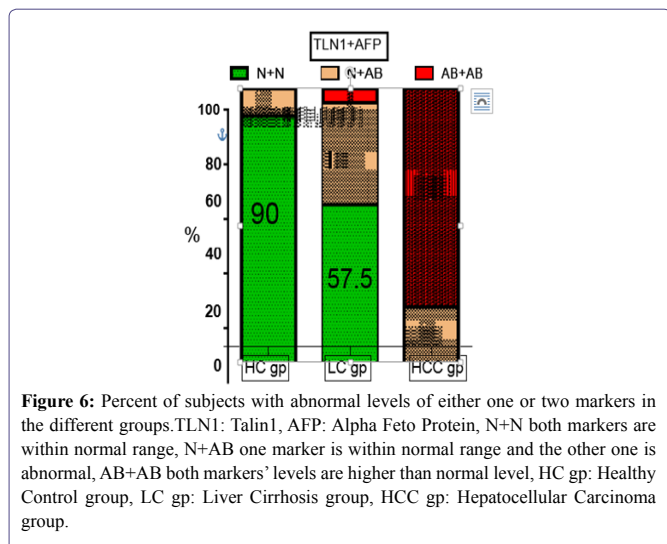 TLN1+AFP
N+N N+AB AB+AB
100
80
60
%
40
20
0
90
57.5
HC gp LC gp HCC gp
Figure 6: Percent of subjects with abnormal levels of either one or two markers in
the different groups.TLN1: Talin1, AFP: Alpha Feto Protein, N+N both markers are
within normal range, N+AB one marker is within normal range and the other one is
abnormal, AB+AB both markers' levels are higher than normal level, HC gp: Healthy
Control group, LC gp: Liver Cirrhosis group, HCC gp: Hepatocellular Carcinoma
group.